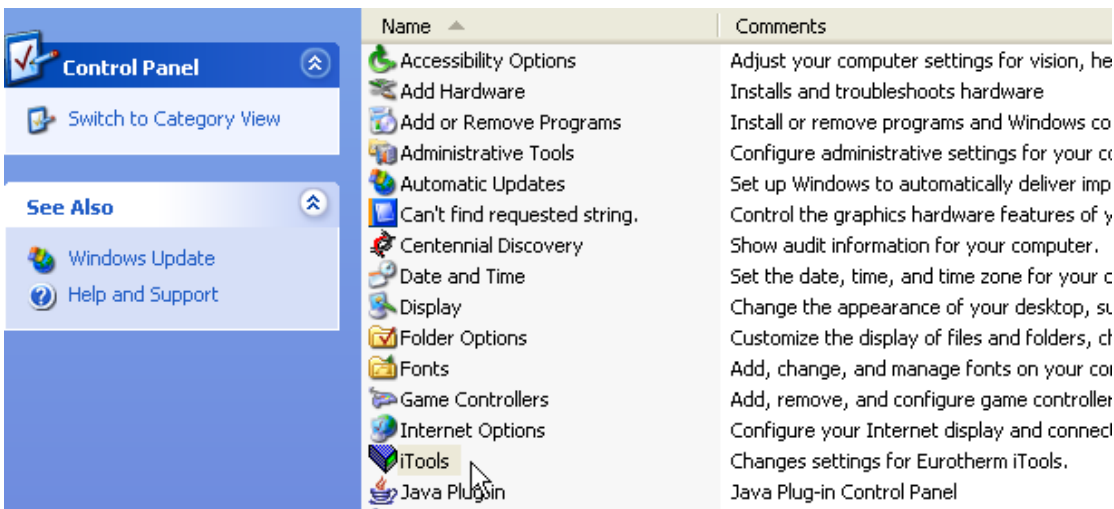 Control Panel
Switch to Category View
See Also
Windows Update
Help and Support
Name Comments
Accessibility Options Adjust your computer settings for vision, he
Add Hardware Installs and troubleshoots hardware
Add or Remove Programs Install or remove programs and Windows co
Administrative Tools Configure administrative settings for your co
Automatic Updates Set up Windows to automatically deliver imp
Can't find requested string. Control the graphics hardware features of y
Centennial Discovery Show audit information for your computer.
Date and Time Set the date, time, and time zone for your c
Display Change the appearance of your desktop, su
Folder Options Customize the display of files and folders, ch
Fonts Add, change, and manage fonts on your con
Game Controllers Add, remove, and configure game controller
Internet Options Configure your Internet display and connect
iTools Changes settings for Eurotherm iTools.
Java Plug-in Java Plug-in Control Panel